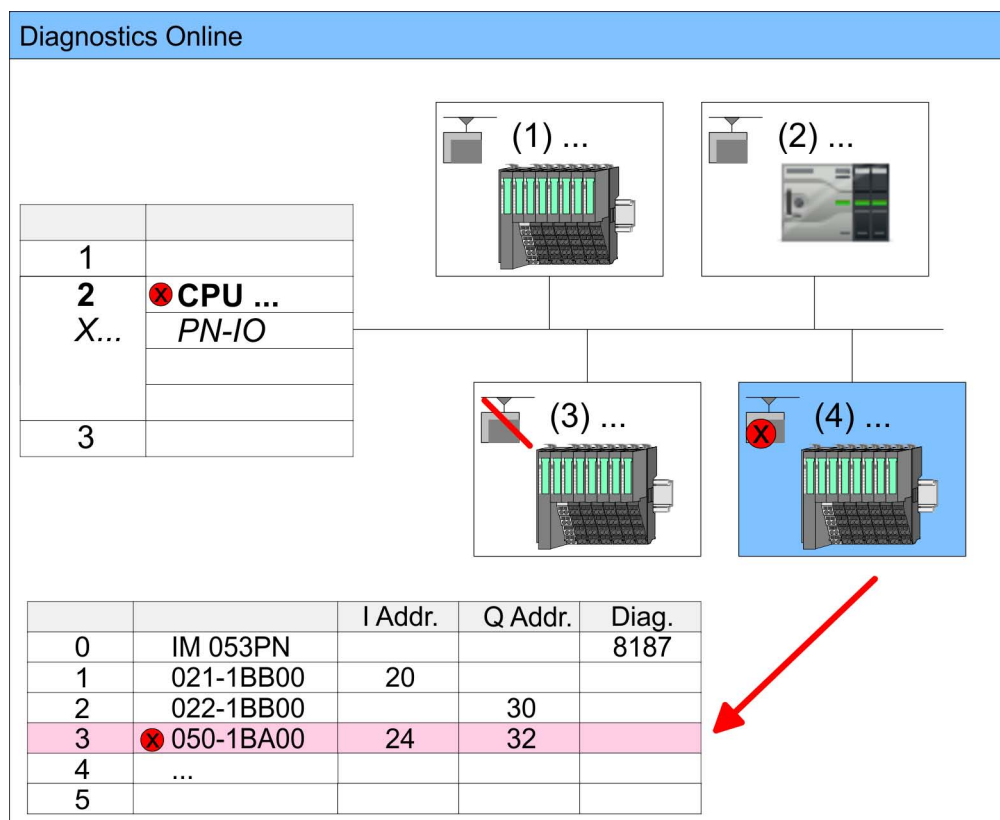 Diagnostics Online
(1) ...
(2) ...
1
2 X CPU ...
X... PN-IO
3
(3) ...
(4) ...
X
I Addr. Q Addr. Diag.
0 IM 053PN 8187
1 021-1BB00 20
2 022-1BB00 30
3 X 050-1BA00 24 32
4 ...
5